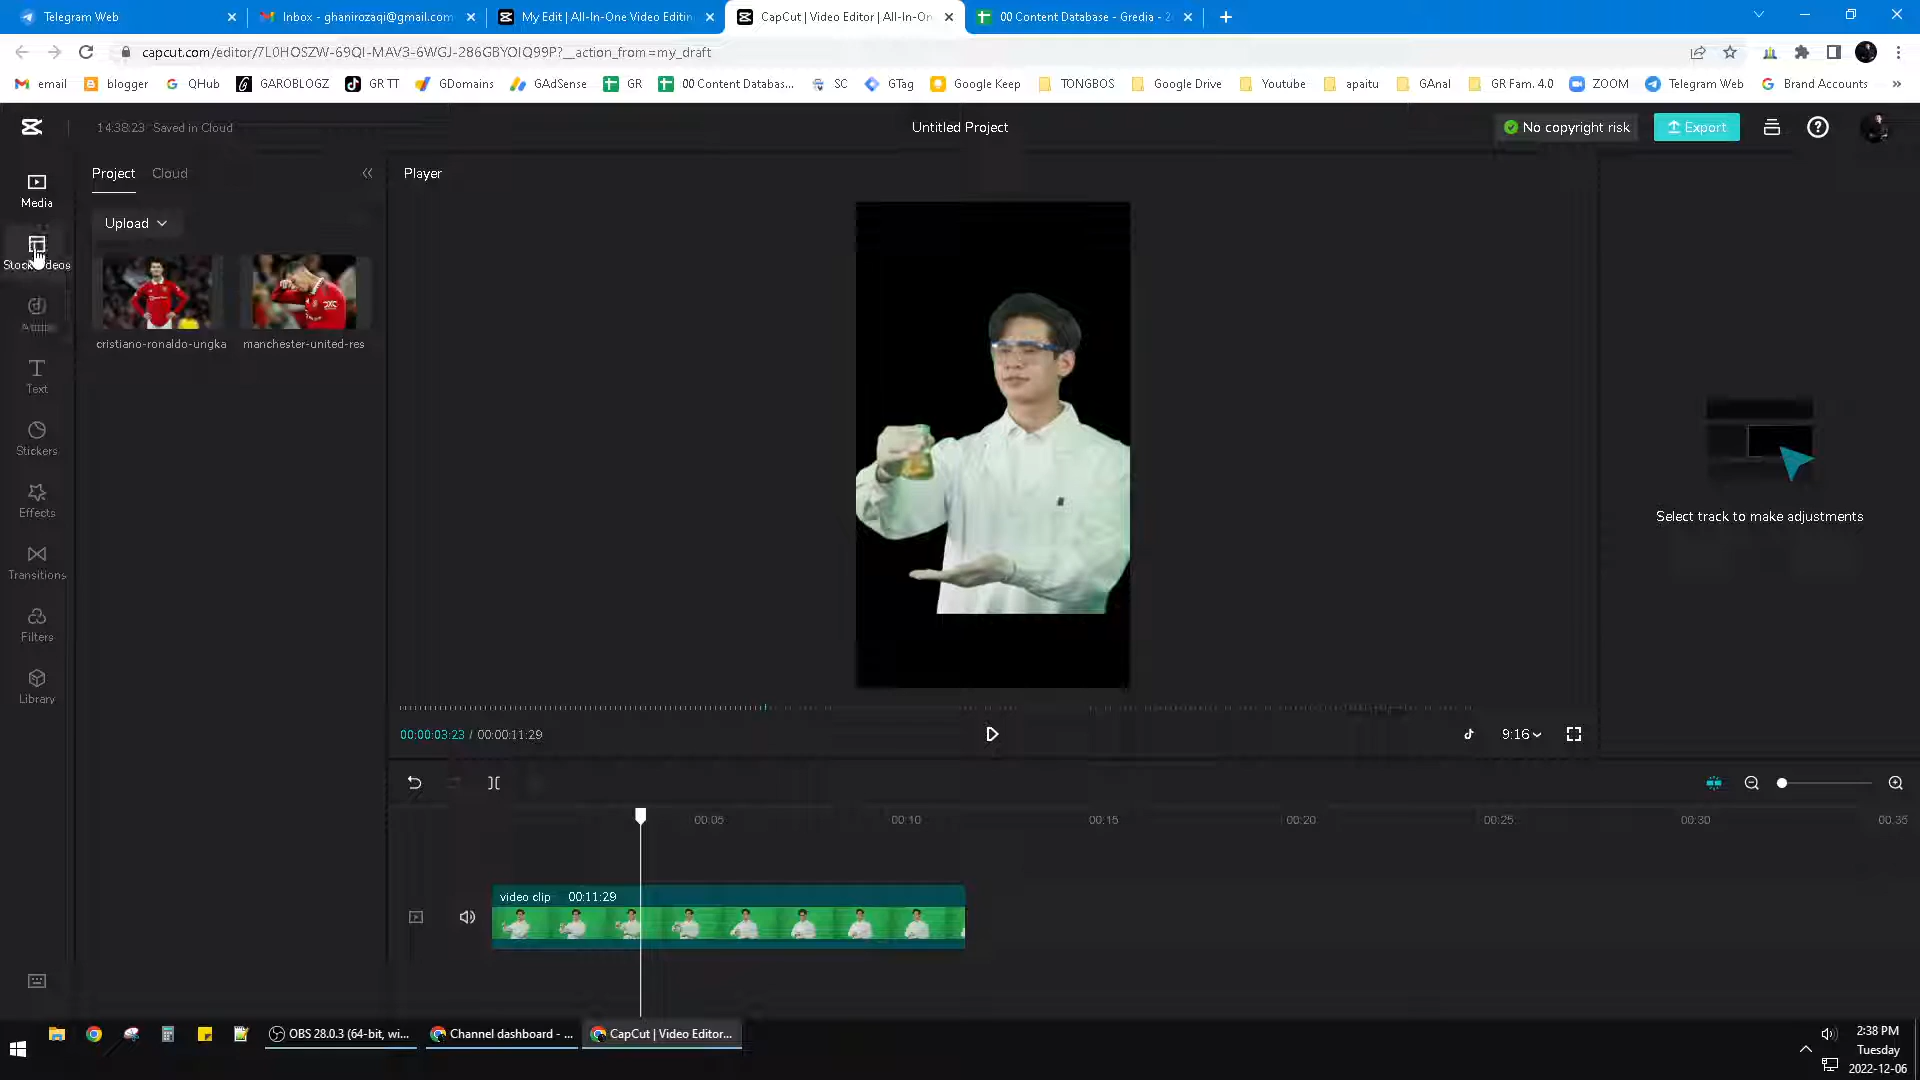 Telegram Web
Inbox - ghanirozaqi@gmail.com
My Edit | All-In-One Video Editin
CapCut | Video Editor | All-In-On
00 Content Database - Gredia - 2
capcut.com/editor/7L0HOSZW-69QI-MAV3-6WGJ-286GBYOIQ99P?__action_from=my_draft
email
blogger
QHub
GAROBLOGZ
GR TT
GDomains
GAdSense
GR
00 Content Databas...
SC
GTag
Google Keep
TONGBOS
Google Drive
Youtube
apaitu
GAnal
GR Fam. 4.0
ZOOM
Telegram Web
Brand Accounts
»
14:38:23 Saved in Cloud
Untitled Project
No copyright risk
Export
Media
Stock videos
Audio
Text
Stickers
Effects
Transitions
Filters
Library
Project
Cloud
Upload
cristiano-ronaldo-ungka
manchester-united-res
Player
Select track to make adjustments
00:00:03:23 / 00:00:11:29
9:16
00:05
00:10
00:15
00:20
00:25
00:30
00:35
video clip 00:11:29
OBS 28.0.3 (64-bit, wi...
Channel dashboard - ...
CapCut | Video Editor...
2:38 PM
Tuesday
2022-12-06